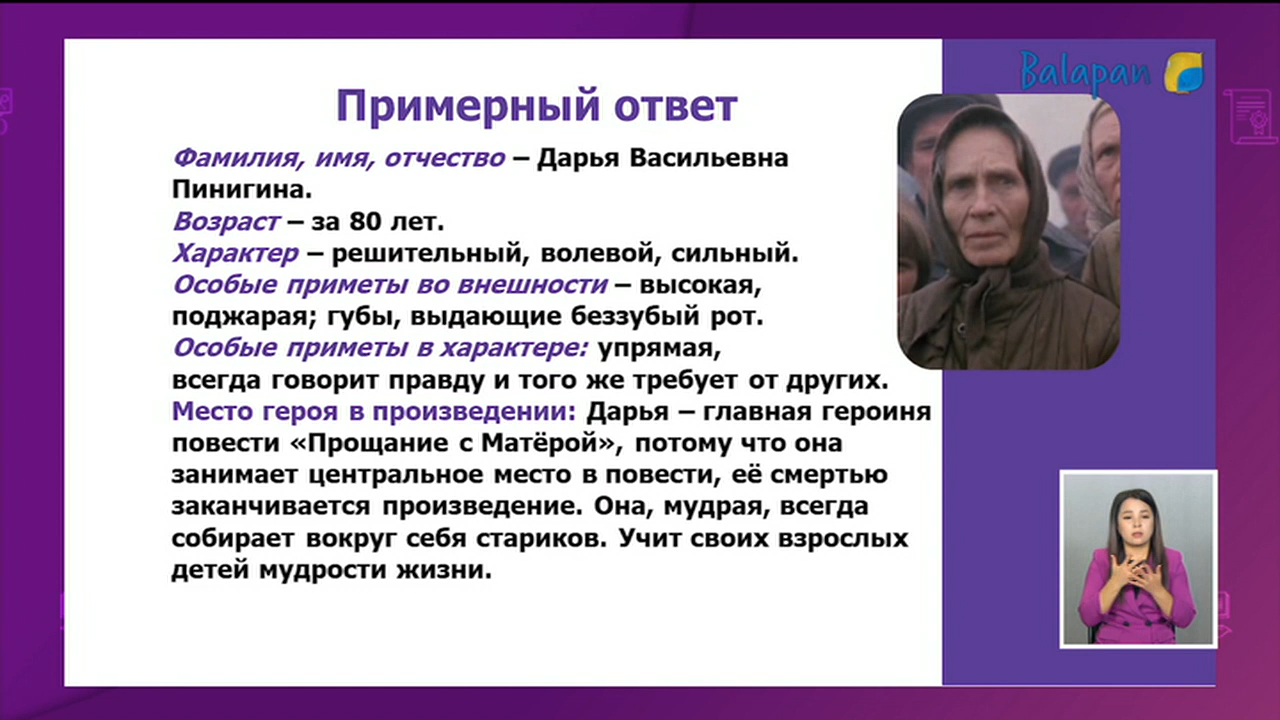 Balapan
Примерный ответ
Фамилия, имя, отчество – Дарья Васильевна
Пинигина.
Возраст – за 80 лет.
Характер – решительный, волевой, сильный.
Особые приметы во внешности – высокая,
поджарая; губы, выдающие беззубый рот.
Особые приметы в характере: упрямая,
всегда говорит правду и того же требует от других.
Место героя в произведении: Дарья – главная героиня
повести «Прощание с Матёрой», потому что она
занимает центральное место в повести, её смертью
заканчивается произведение. Она, мудрая, всегда
собирает вокруг себя стариков. Учит своих взрослых
детей мудрости жизни.